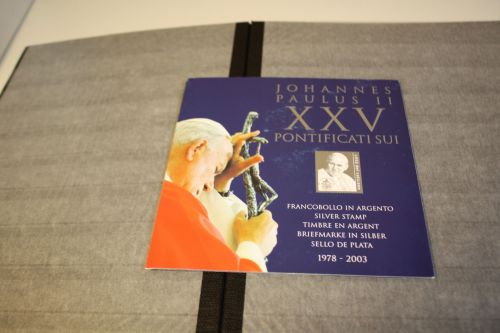 JOHANNES
PAULUS II
XXV
PONTIFICATI SUI
FRANCOBOLLO IN ARGENTO
SILVER STAMP
TIMBRE EN ARGENT
BRIEFMARKE IN SILBER
SELLO DE PLATA
1978 - 2003